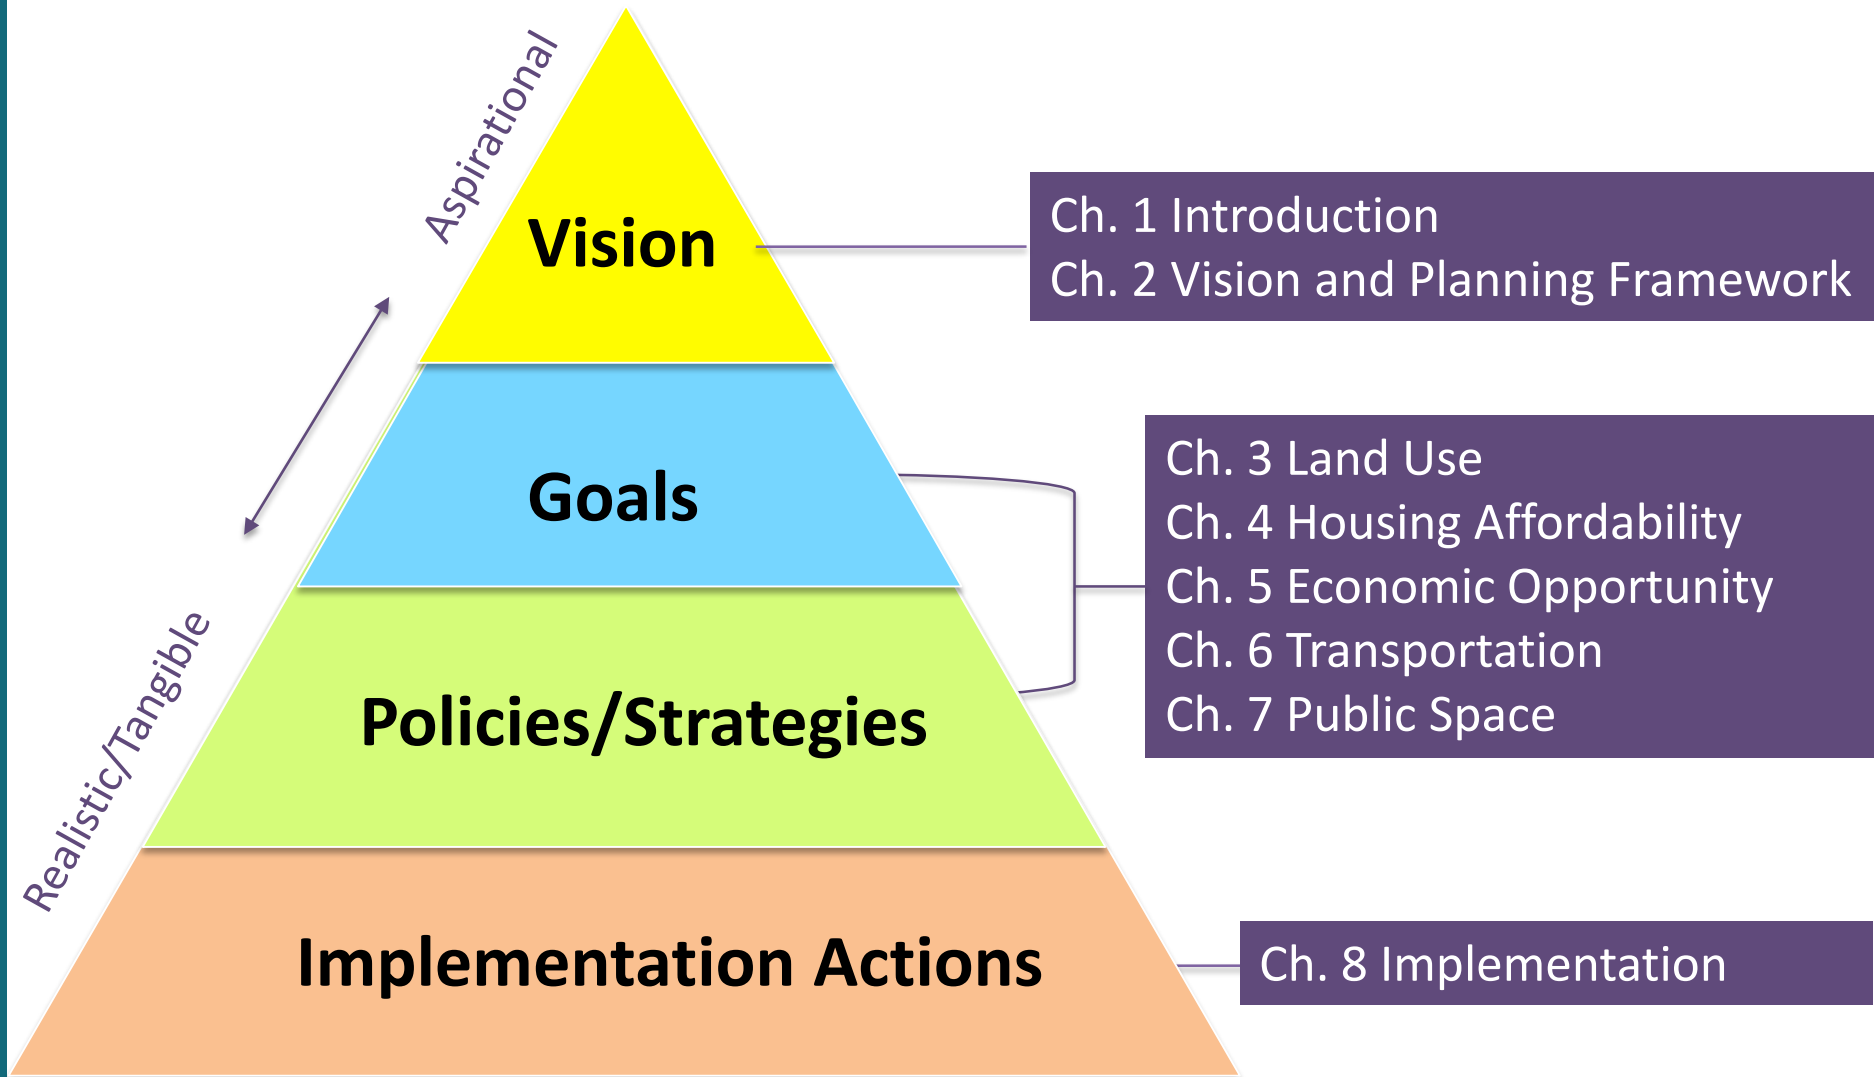 Aspirational
Vision
Ch. 1 Introduction
Ch. 2 Vision and Planning Framework
Goals
Ch. 3 Land Use
Ch. 4 Housing Affordability
Ch. 5 Economic Opportunity
Ch. 6 Transportation
Ch. 7 Public Space
Realistic/Tangible
Policies/Strategies
Implementation Actions
Ch. 8 Implementation